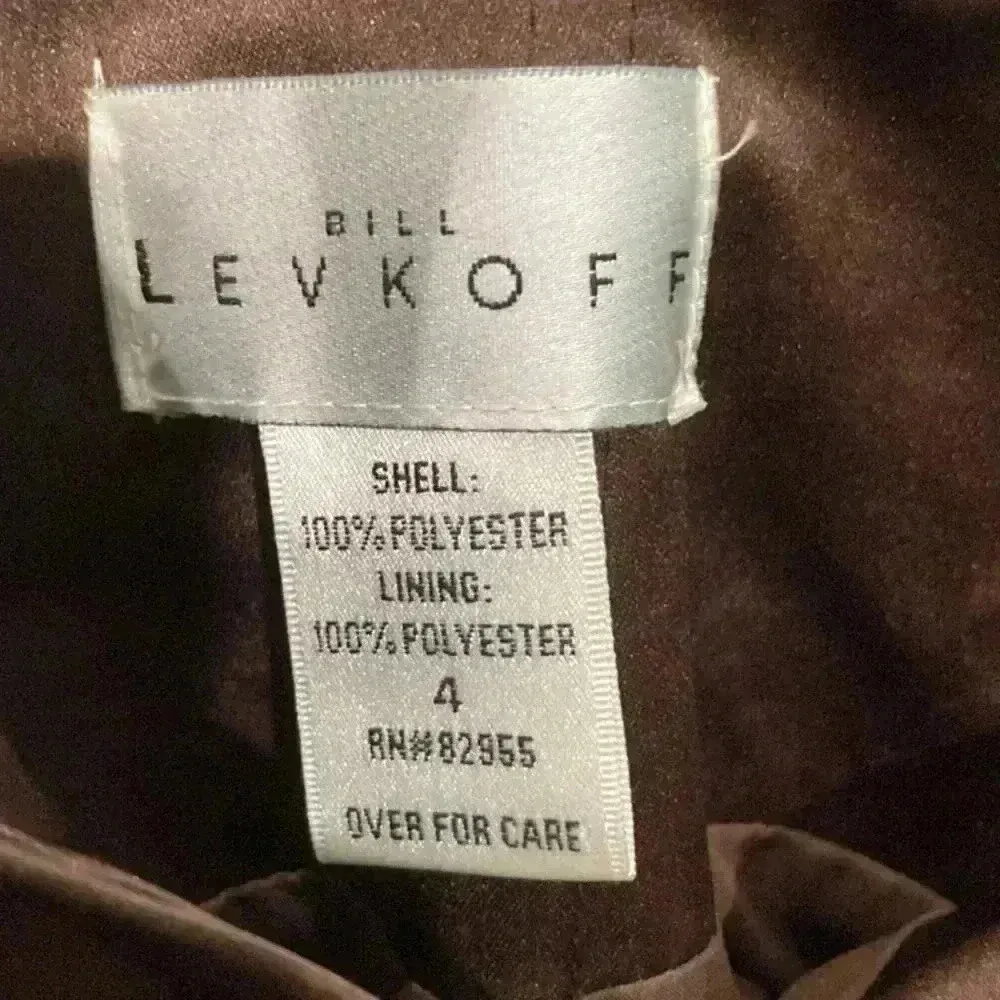 BILL
LEVKOFF
SHELL:
100% POLYESTER
LINING:
100% POLYESTER
4
RN#82955
OVER FOR CARE